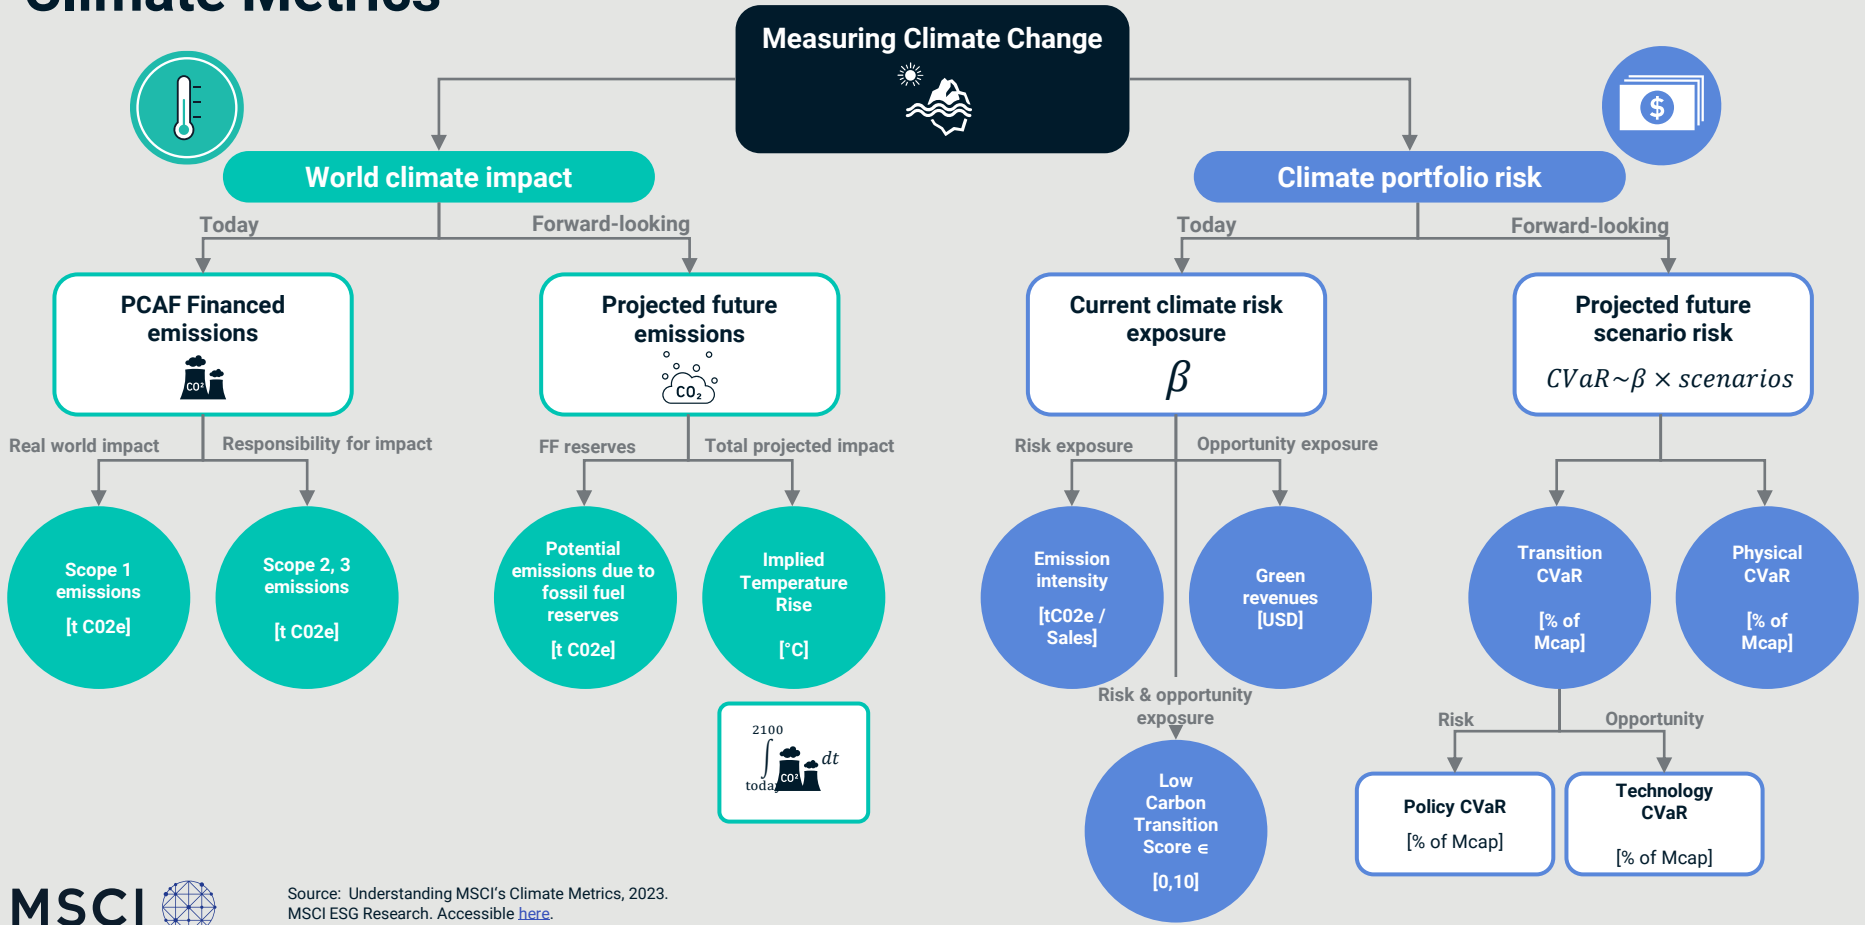 Climate Metrics
Measuring Climate Change
$
World climate impact
Climate portfolio risk
Today
Forward-looking
Today
Forward-looking
PCAF Financed
emissions
CO²
Projected future
emissions
CO₂
Current climate risk
exposure
β
Projected future
scenario risk
CVaR~β × scenarios
Real world impact
Responsibility for impact
FF reserves
Total projected impact
Risk exposure
Opportunity exposure
Scope 1
emissions
[t C02e]
Scope 2, 3
emissions
[t C02e]
Potential
emissions due to
fossil fuel
reserves
[t C02e]
Implied
Temperature
Rise
[°C]
Emission
intensity
[tC02e /
Sales]
Green
revenues
[USD]
Transition
CVaR
[% of
Mcap]
Physical
CVaR
[% of
Mcap]
2100
∫ CO² dt
today
Risk & opportunity
exposure
Low
Carbon
Transition
Score ∈
[0,10]
Risk
Opportunity
Policy CVaR
[% of Mcap]
Technology
CVaR
[% of Mcap]
MSCI
Source: Understanding MSCI's Climate Metrics, 2023.
MSCI ESG Research. Accessible here.